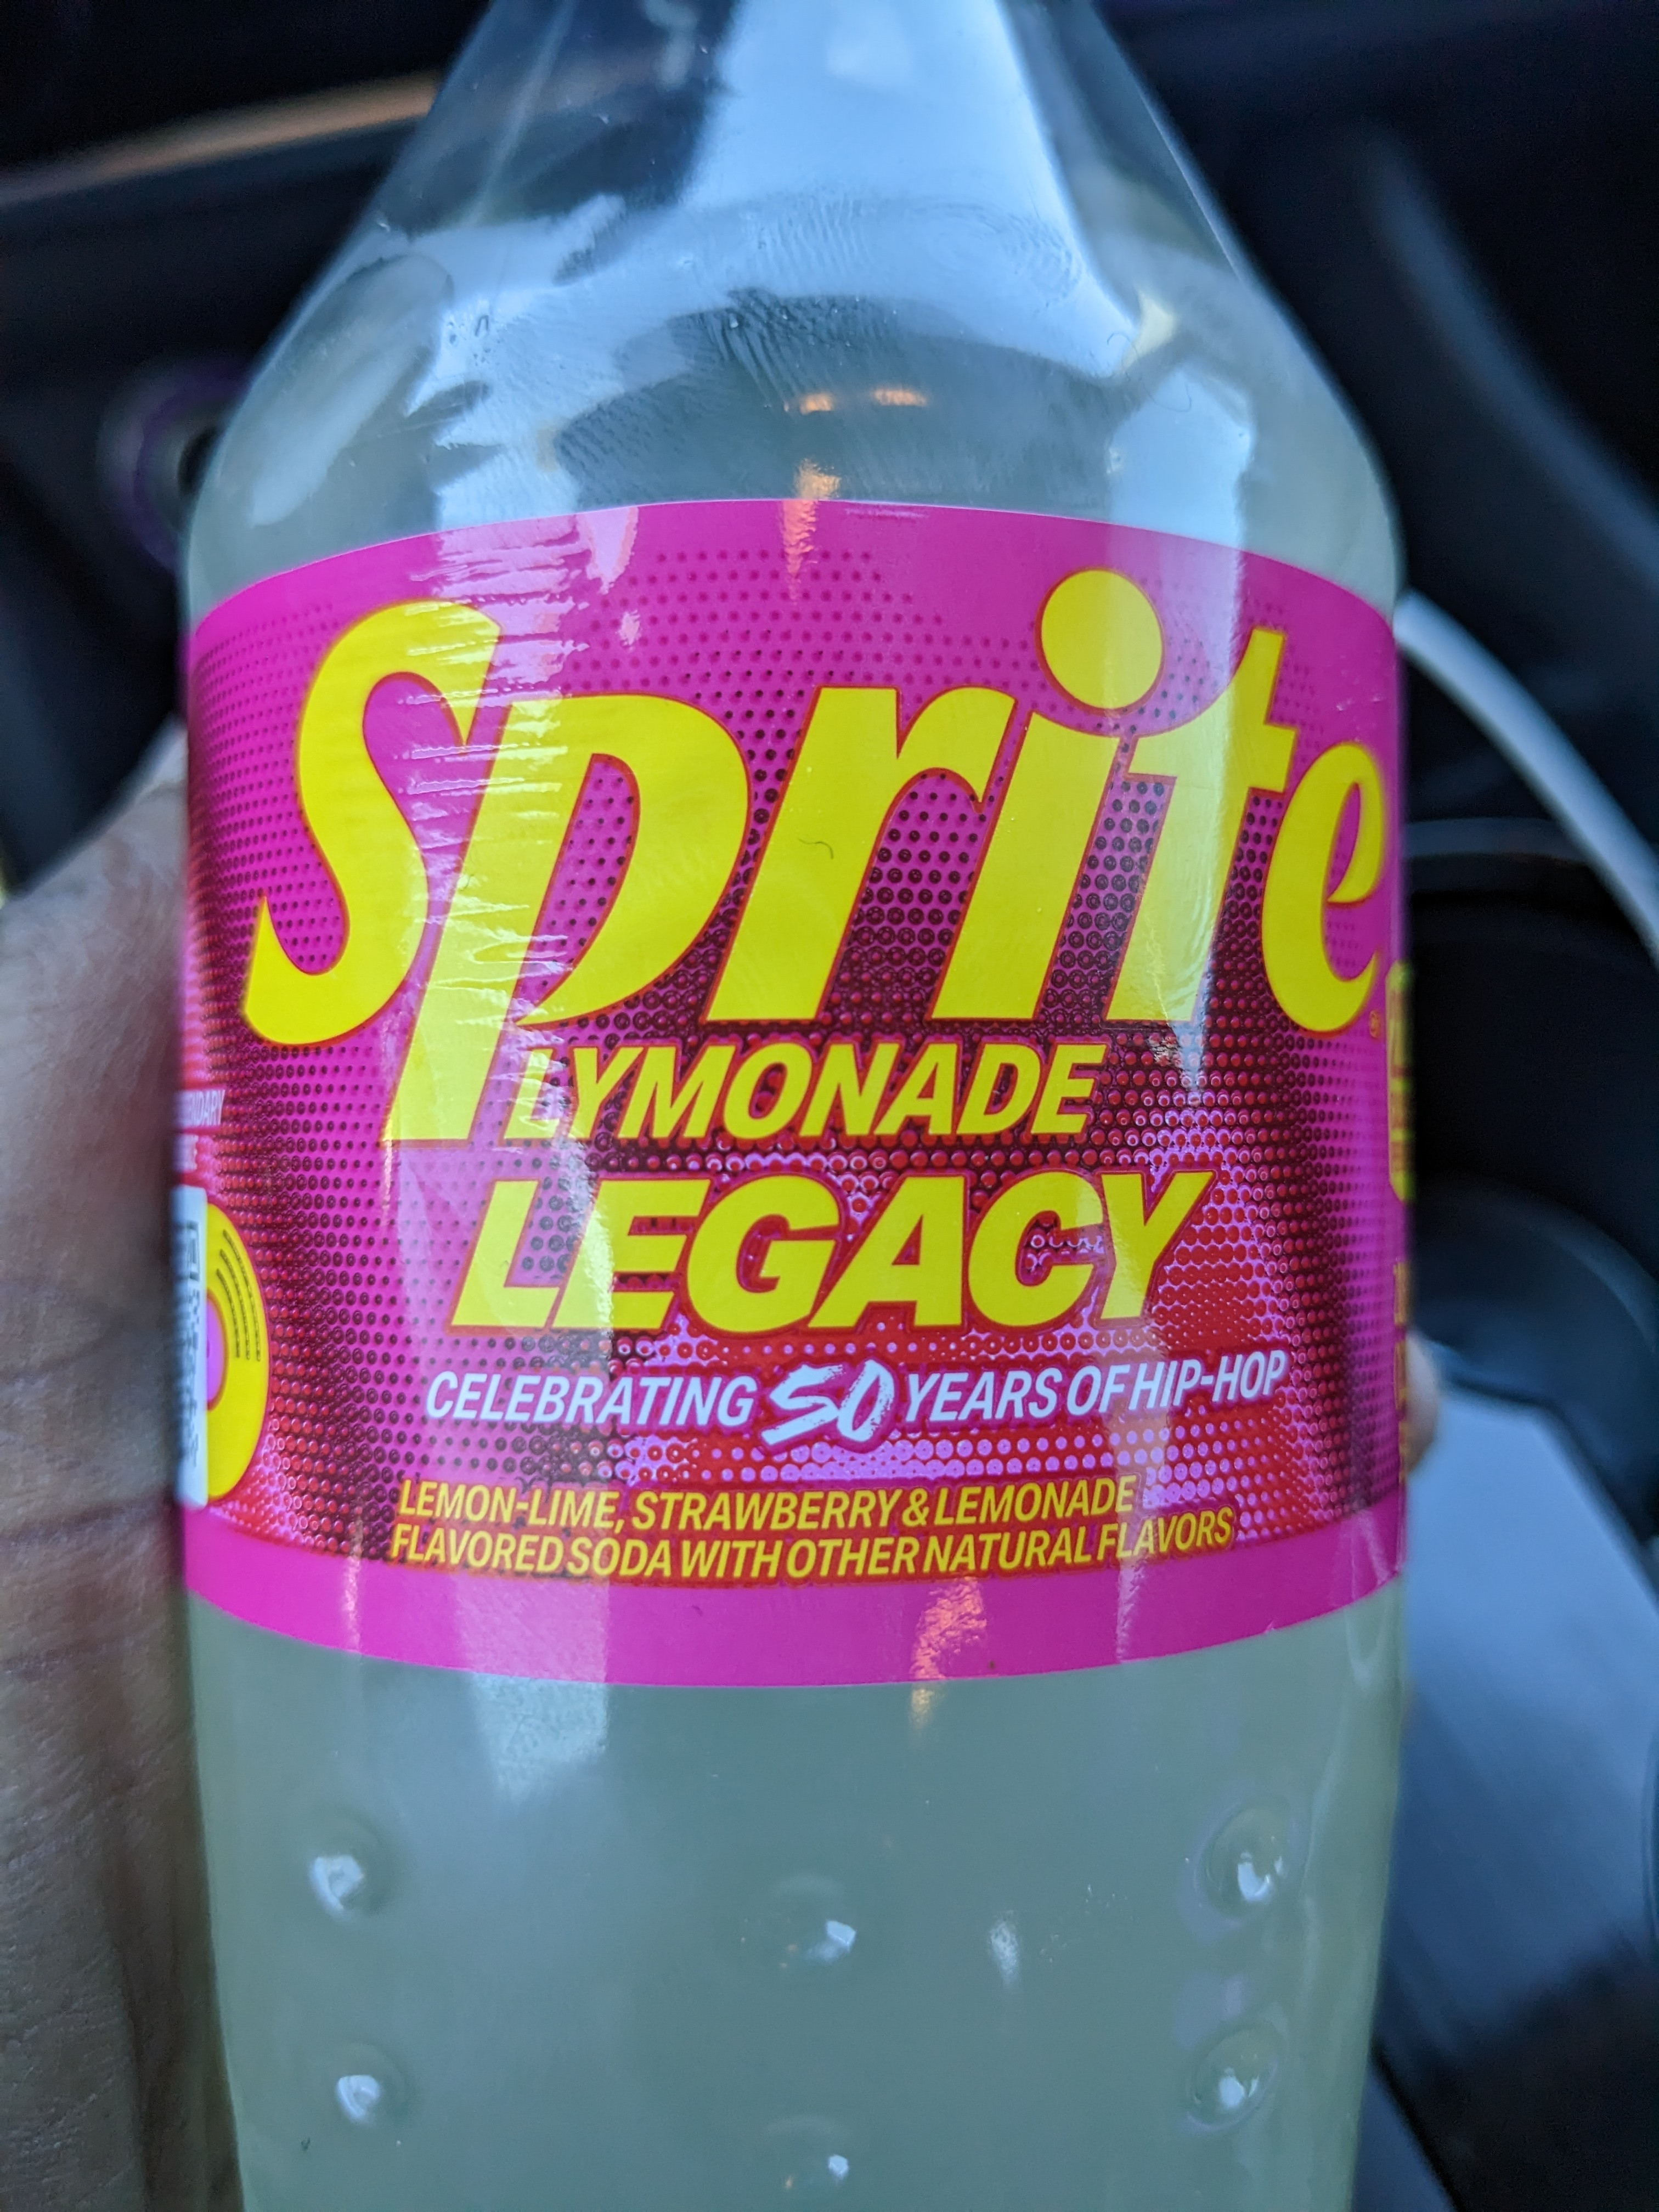 Sprite
LYMONADE
LEGACY
CELEBRATING 50 YEARS OF HIP-HOP
LEMON-LIME, STRAWBERRY & LEMONADE
FLAVORED SODA WITH OTHER NATURAL FLAVORS